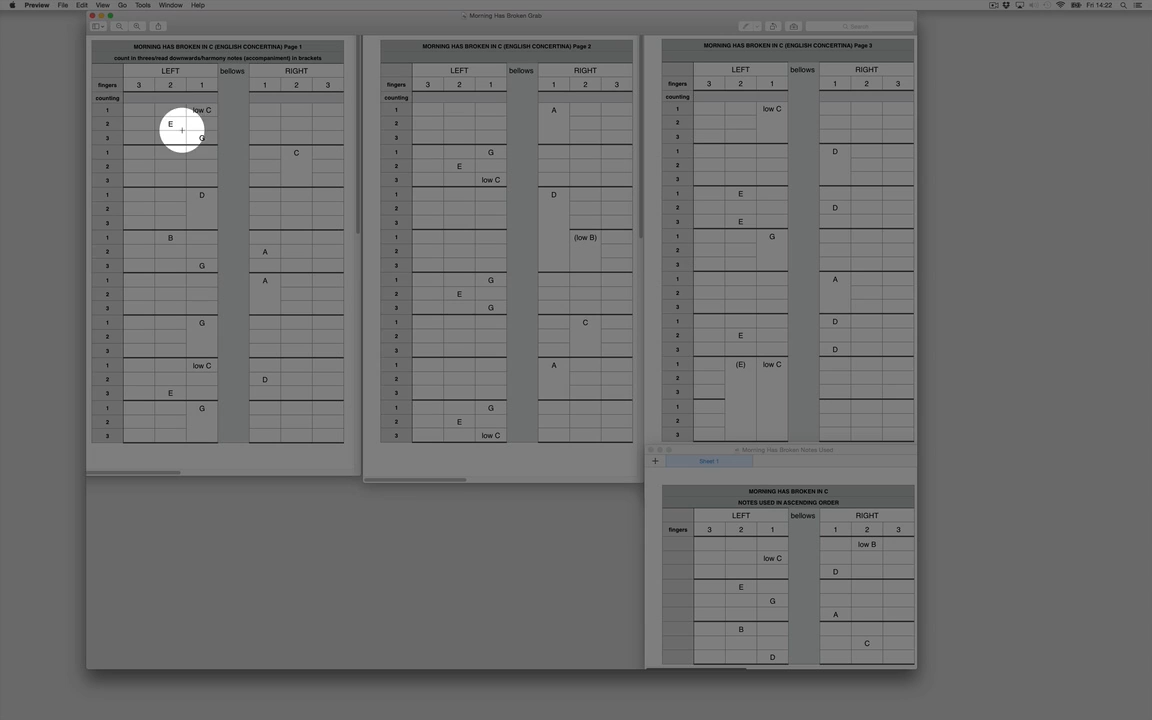 Preview File Edit View Go Tools Window Help Fri 14:22
Morning Has Broken Grab
Search
MORNING HAS BROKEN IN C (ENGLISH CONCERTINA) Page 1
count in threes/read downwards/harmony notes (accompaniment) in brackets
LEFT bellows RIGHT
fingers 3 2 1 1 2 3
counting
1 low C
2 E
3 G
1 C
2
3
1 D
2
3
1 B
2 A
3 G
1 A
2
3
1 G
2
3
1 low C
2 D
3 E
1 G
2
3
MORNING HAS BROKEN IN C (ENGLISH CONCERTINA) Page 2
LEFT bellows RIGHT
fingers 3 2 1 1 2 3
counting
1 A
2
3
1 G
2 E
3 low C
1 D
2
3
1 (low B)
2
3
1 G
2 E
3 G
1 C
2
3
1 A
2
3
1 G
2 E
3 low C
MORNING HAS BROKEN IN C (ENGLISH CONCERTINA) Page 3
LEFT bellows RIGHT
fingers 3 2 1 1 2 3
counting
1 low C
2
3
1 D
2
3
1 E
2 D
3 E
1 G
2
3
1 A
2
3
1 D
2 E
3 D
1 (E) low C
2
3
1
2
3
Morning Has Broken Notes Used
+ Sheet 1
MORNING HAS BROKEN IN C
NOTES USED IN ASCENDING ORDER
LEFT bellows RIGHT
fingers 3 2 1 1 2 3
low B
low C
D
E
G
A
B
C
D